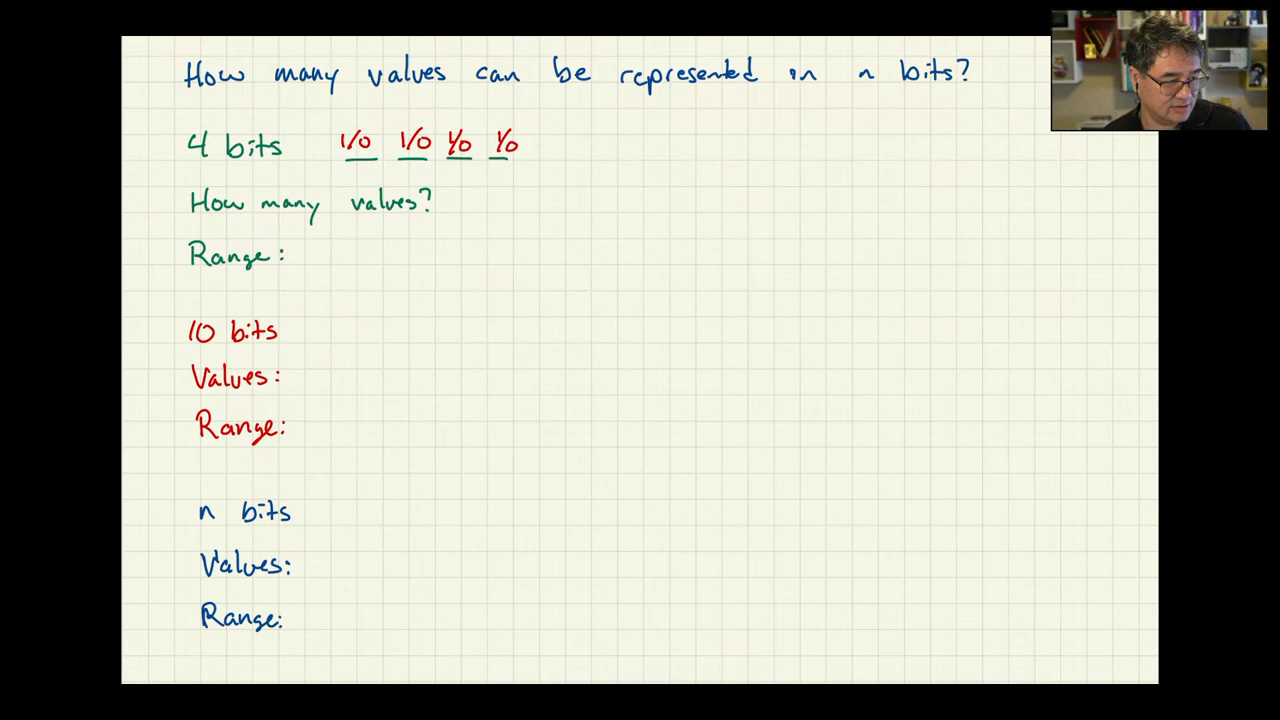 How many values can be represented in n bits?
4 bits 1/0 1/0 1/0 1/0
How many values?
Range:
10 bits
Values:
Range:
n bits
Values:
Range: